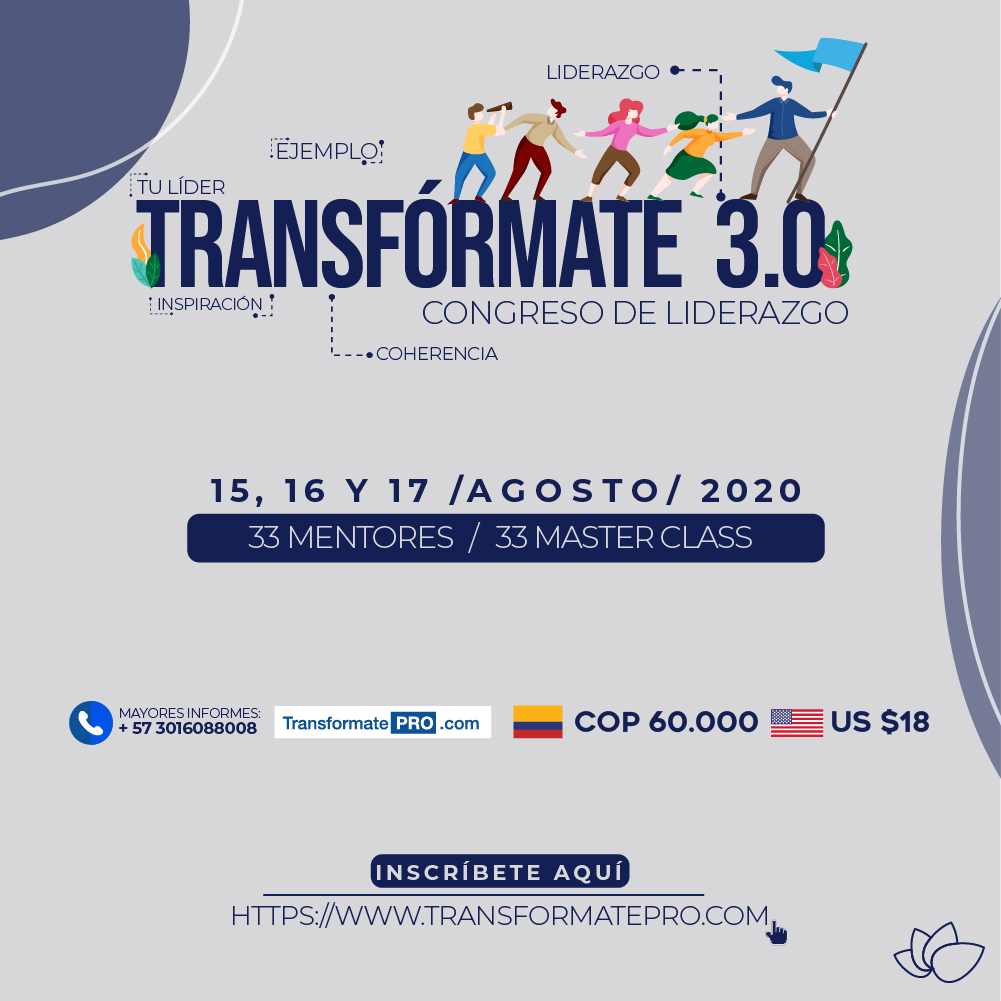 LIDERAZGO
EJEMPLO
TU LÍDER
TRANSFÓRMATE 3.0
INSPIRACIÓN
CONGRESO DE LIDERAZGO
COHERENCIA
15, 16 Y 17 /AGOSTO/ 2020
33 MENTORES / 33 MASTER CLASS
MAYORES INFORMES:
+ 57 3016088008
TransformatePRO.com
COP 60.000
US $18
INSCRÍBETE AQUÍ
HTTPS://WWW.TRANSFORMATEPRO.COM